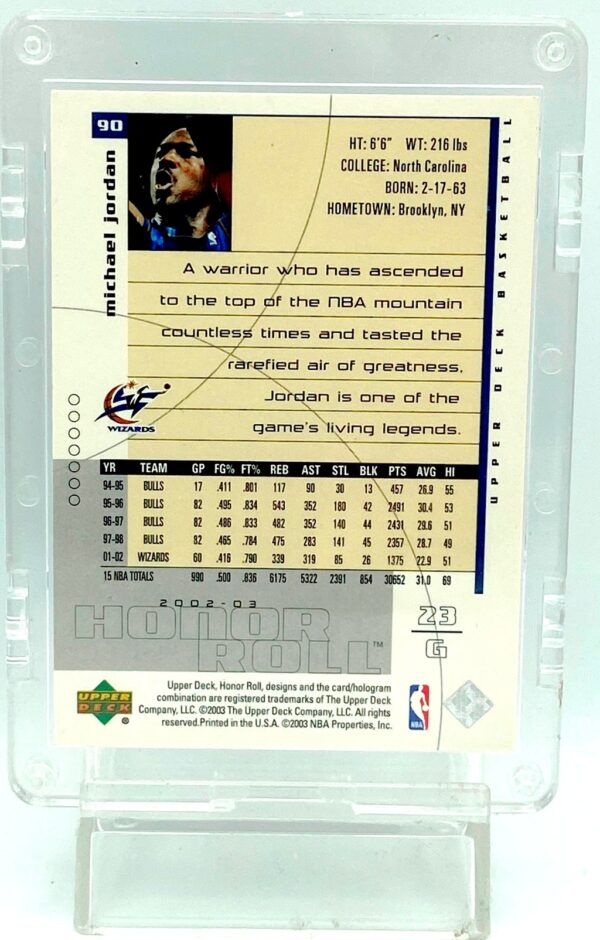 90
michael jordan
HT: 6'6" WT: 216 lbs
COLLEGE: North Carolina
BORN: 2-17-63
HOMETOWN: Brooklyn, NY
UPPER DECK BASKETBALL
A warrior who has ascended
to the top of the NBA mountain
countless times and tasted the
rarefied air of greatness,
Jordan is one of the
game's living legends.
WIZARDS
YR TEAM GP FG% FT% REB AST STL BLK PTS AVG HI
94-95 BULLS 17 .411 .801 117 90 30 13 457 26.9 55
95-96 BULLS 82 .495 .834 543 352 180 42 2491 30.4 53
96-97 BULLS 82 .486 .833 482 352 140 44 2431 29.6 51
97-98 BULLS 82 .465 .784 475 283 141 45 2357 28.7 49
01-02 WIZARDS 60 .416 .790 339 319 85 26 1375 22.9 51
15 NBA TOTALS 990 .500 .836 6175 5322 2391 854 30652 31.0 69
2002-03
HONOR
ROLL™
23
G
UPPER
DECK
®
Upper Deck, Honor Roll, designs and the card/hologram
combination are registered trademarks of The Upper Deck
Company, LLC. ©2003 The Upper Deck Company, LLC. All rights
reserved. Printed in the U.S.A. ©2003 NBA Properties, Inc.
NBA